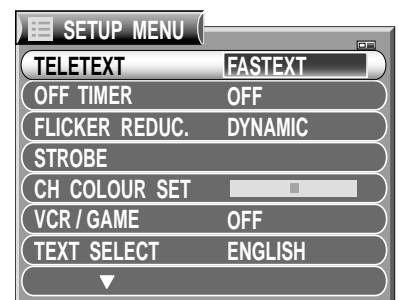 SETUP MENU
TELETEXT FASTEXT
OFF TIMER OFF
FLICKER REDUC. DYNAMIC
STROBE
CH COLOUR SET
VCR / GAME OFF
TEXT SELECT ENGLISH